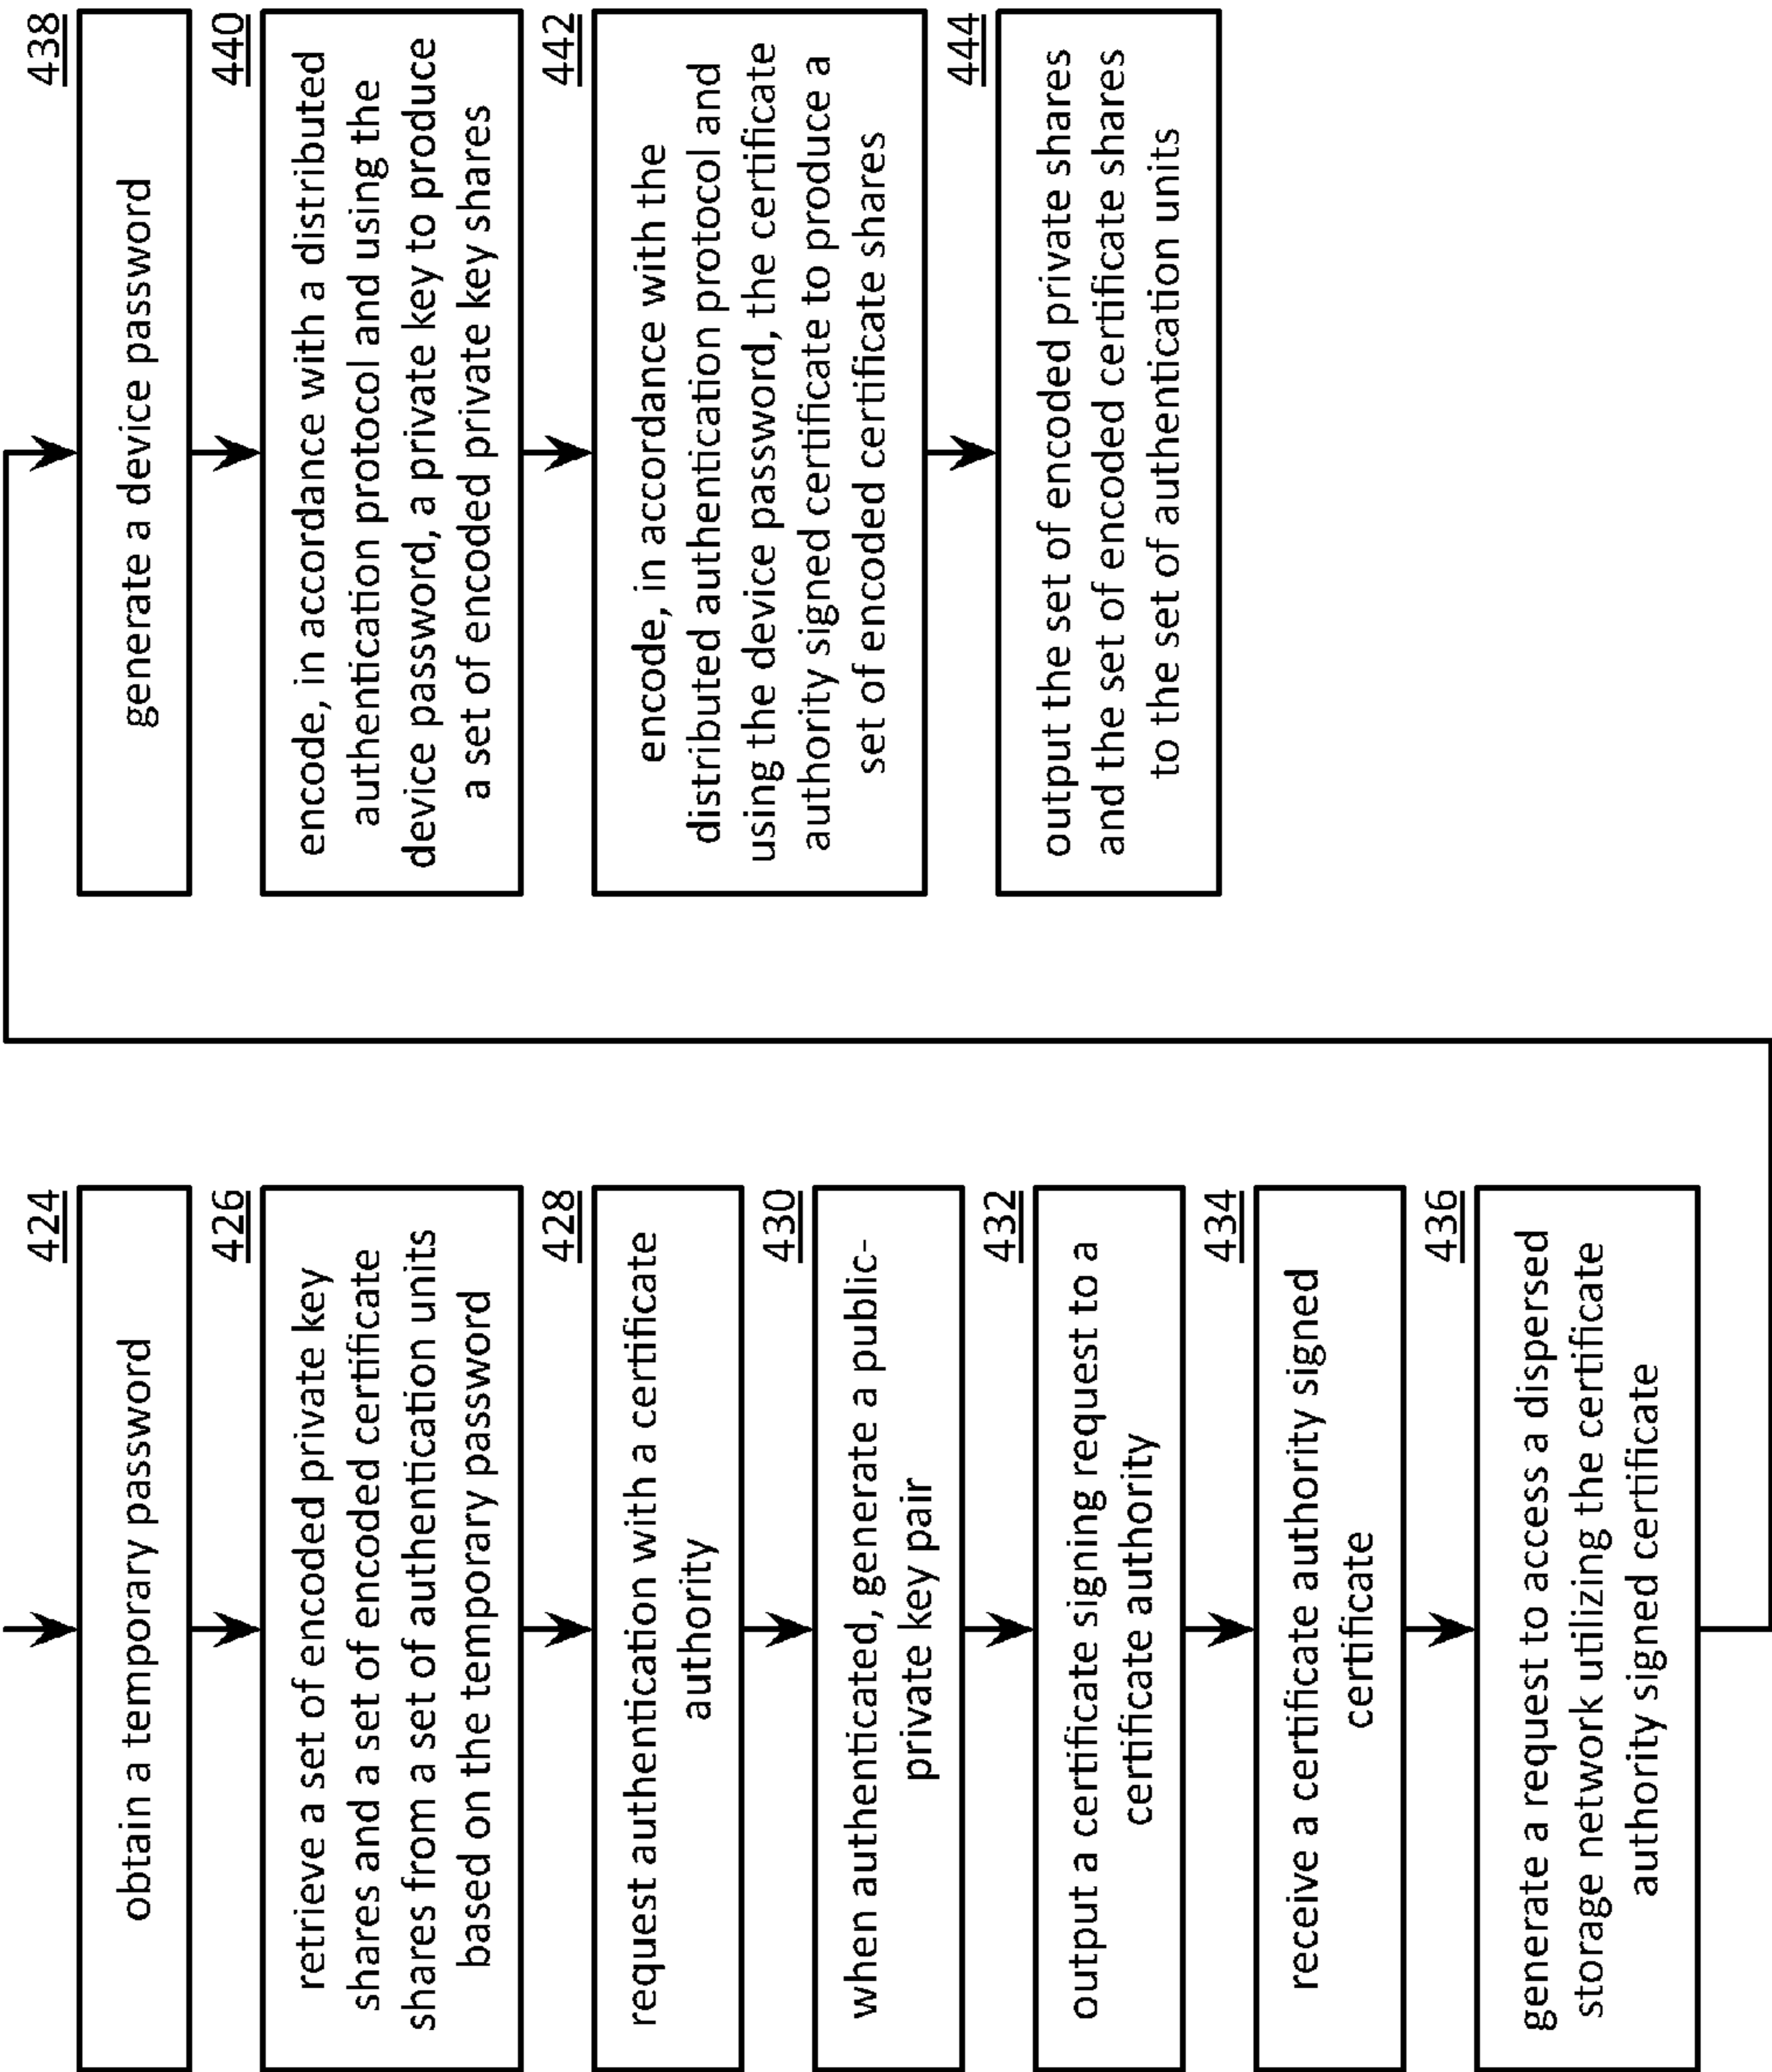 424
obtain a temporary password
426
retrieve a set of encoded private key
shares and a set of encoded certificate
shares from a set of authentication units
based on the temporary password
428
request authentication with a certificate
authority
430
when authenticated, generate a public-
private key pair
432
output a certificate signing request to a
certificate authority
434
receive a certificate authority signed
certificate
436
generate a request to access a dispersed
storage network utilizing the certificate
authority signed certificate
438
generate a device password
440
encode, in accordance with a distributed
authentication protocol and using the
device password, a private key to produce
a set of encoded private key shares
442
encode, in accordance with the
distributed authentication protocol and
using the device password, the certificate
authority signed certificate to produce a
set of encoded certificate shares
444
output the set of encoded private shares
and the set of encoded certificate shares
to the set of authentication units